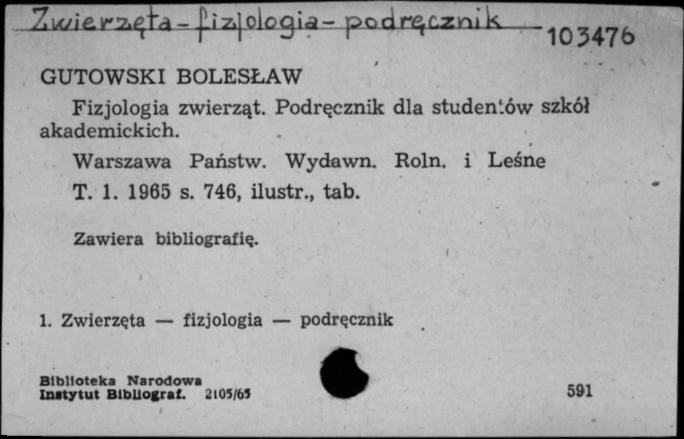 Zwierzęta - fizjologia - podręcznik
103476
GUTOWSKI BOLESŁAW
Fizjologia zwierząt. Podręcznik dla studentów szkół
akademickich.
Warszawa Państw. Wydawn. Roln. i Leśne
T. 1. 1965 s. 746, ilustr., tab.
Zawiera bibliografię.
1. Zwierzęta — fizjologia — podręcznik
Biblioteka Narodowa
Instytut Bibliograf. 2105/65
591